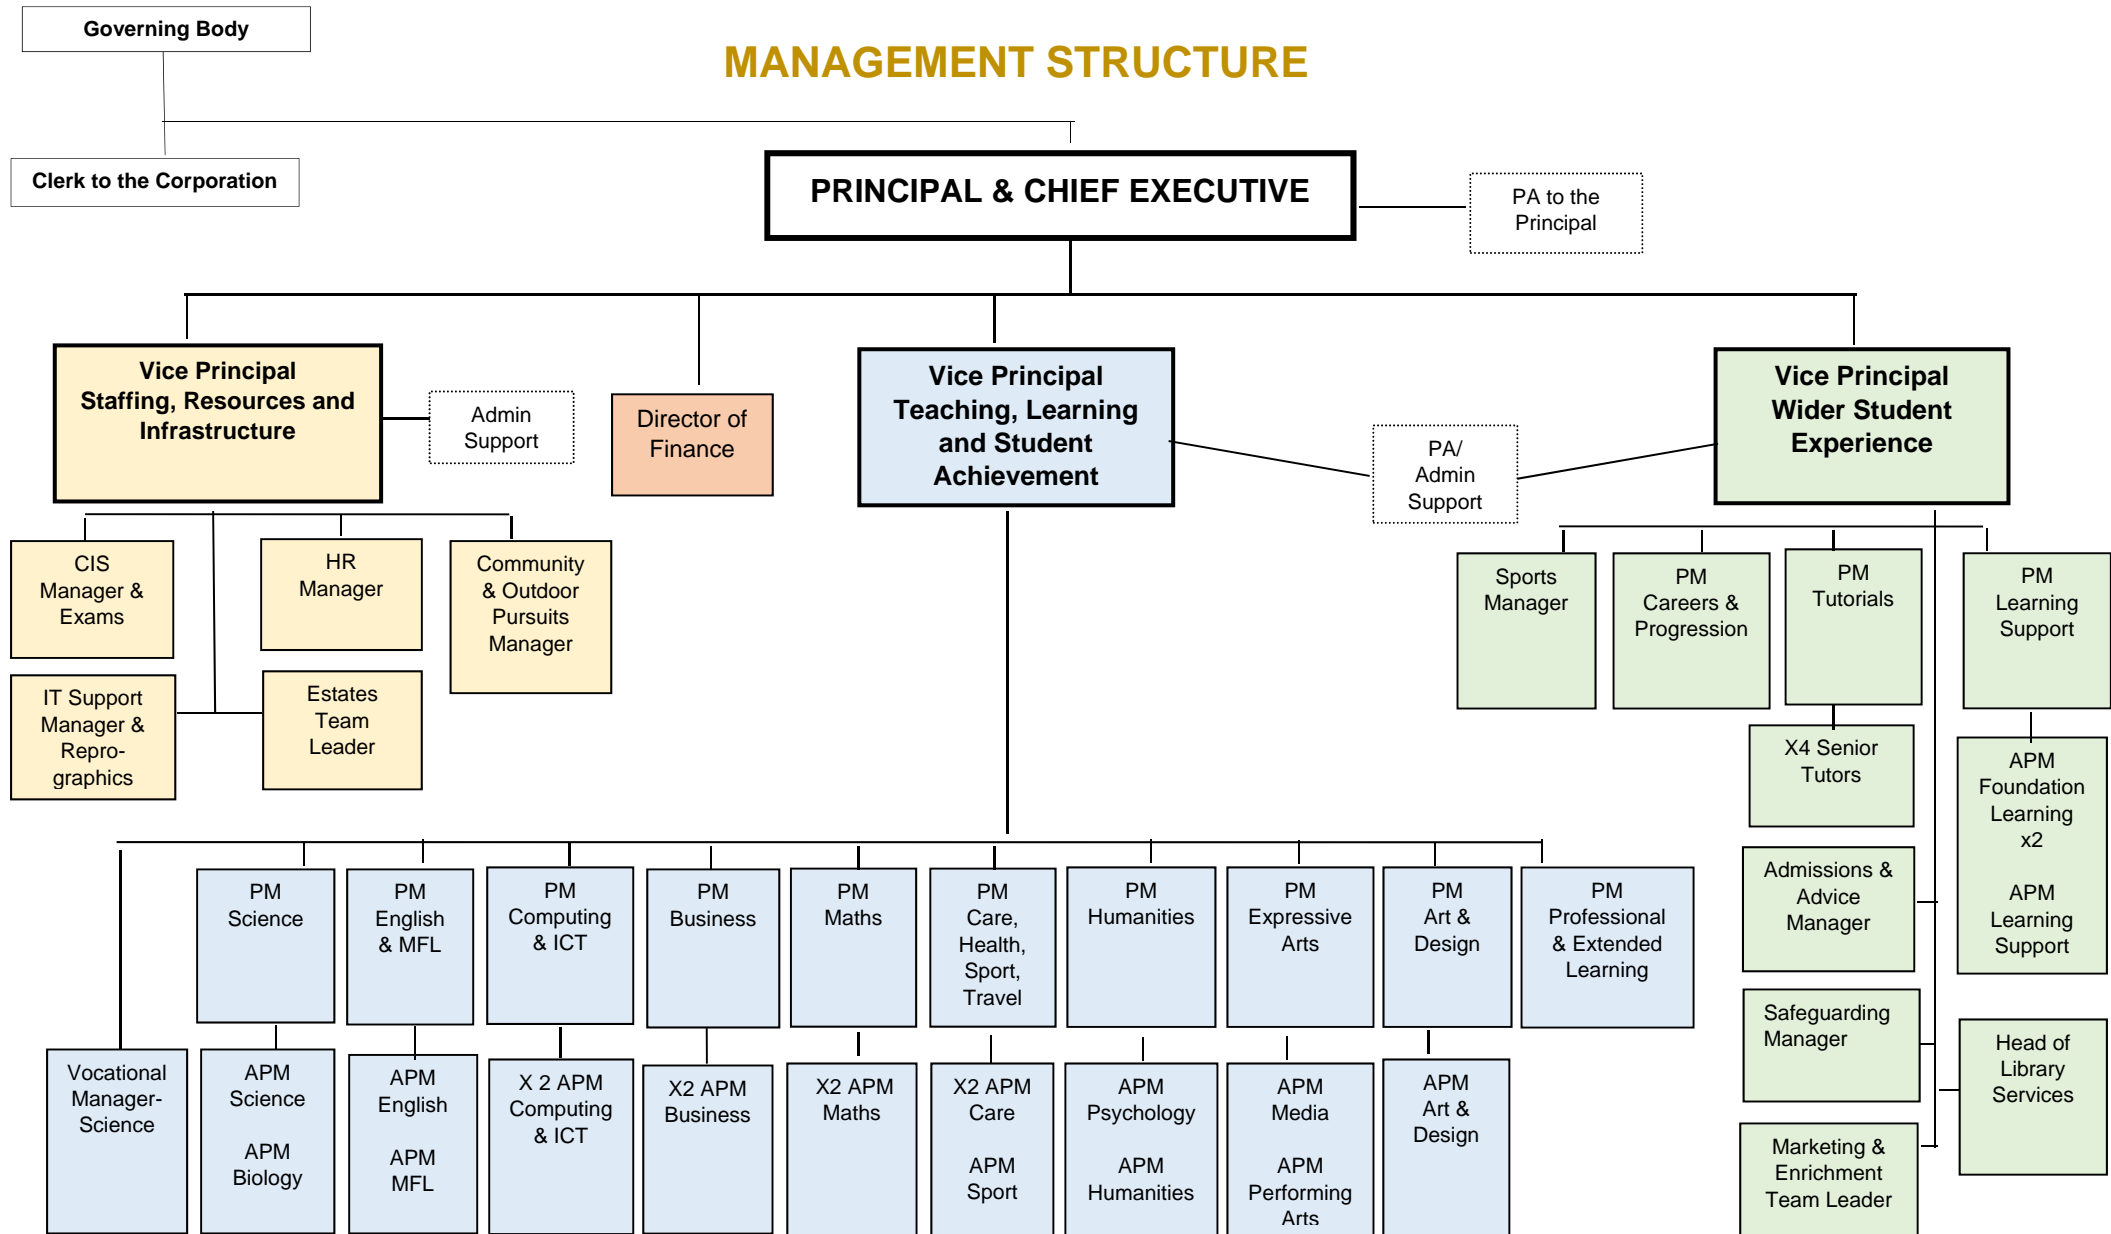 Governing Body
MANAGEMENT STRUCTURE
Clerk to the Corporation
PRINCIPAL & CHIEF EXECUTIVE
PA to the
Principal
Vice Principal
Staffing, Resources and
Infrastructure
Admin
Support
Director of
Finance
Vice Principal
Teaching, Learning
and Student
Achievement
PA/
Admin
Support
Vice Principal
Wider Student
Experience
CIS
Manager &
Exams
HR
Manager
Community
& Outdoor
Pursuits
Manager
IT Support
Manager &
Repro-
graphics
Estates
Team
Leader
Sports
Manager
PM
Careers &
Progression
PM
Tutorials
PM
Learning
Support
X4 Senior
Tutors
APM
Foundation
Learning
x2
APM
Learning
Support
Admissions &
Advice
Manager
Safeguarding
Manager
Head of
Library
Services
Marketing &
Enrichment
Team Leader
PM
Science
PM
English
& MFL
PM
Computing
& ICT
PM
Business
PM
Maths
PM
Care,
Health,
Sport,
Travel
PM
Humanities
PM
Expressive
Arts
PM
Art &
Design
PM
Professional
& Extended
Learning
Vocational
Manager-
Science
APM
Science
APM
Biology
APM
English
APM
MFL
X 2 APM
Computing
& ICT
X2 APM
Business
X2 APM
Maths
X2 APM
Care
APM
Sport
APM
Psychology
APM
Humanities
APM
Media
APM
Performing
Arts
APM
Art &
Design